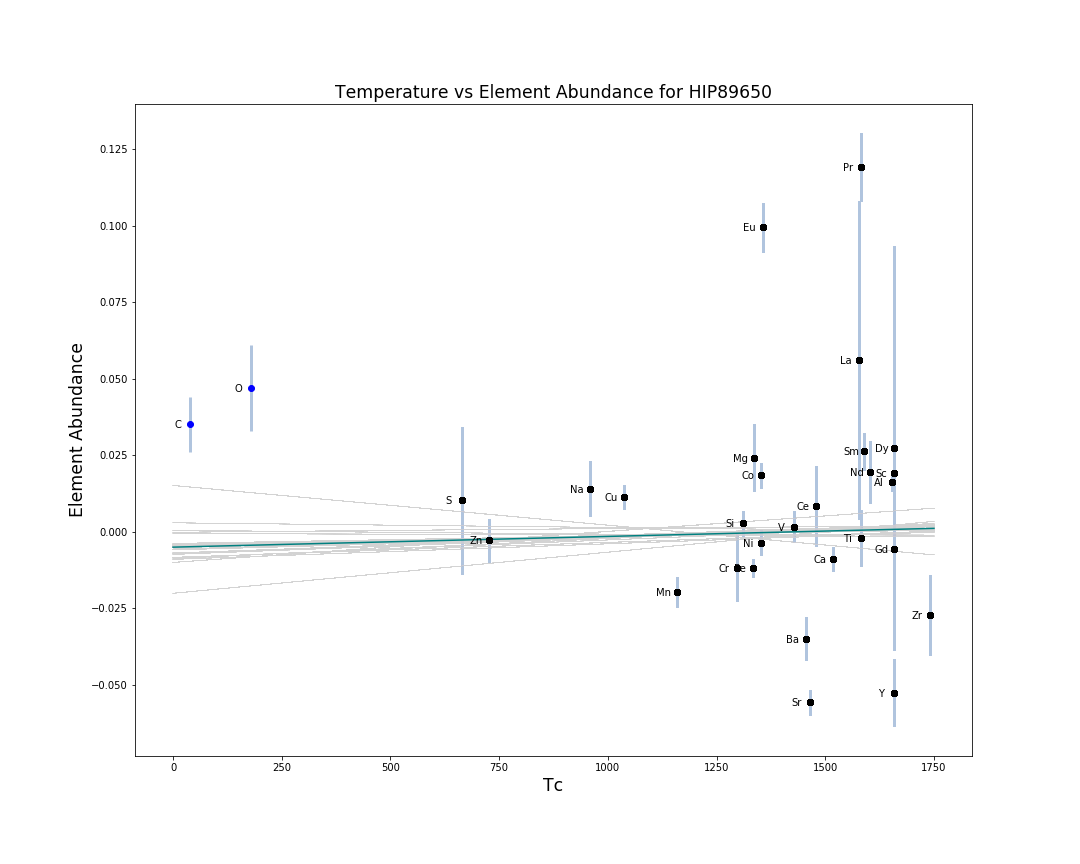 Temperature vs Element Abundance for HIP89650
Element Abundance
0.125
0.100
0.075
0.050
0.025
0.000
−0.025
−0.050
Pr
Eu
La
O
C
Sm
Dy
Mg
Nd
Sc
Co
Al
Na
Cu
S
Ce
Si
V
Zn
Ti
Ni
Gd
Ca
Cr
Mn
Zr
Ba
Y
Sr
0
250
500
750
1000
1250
1500
1750
Tc